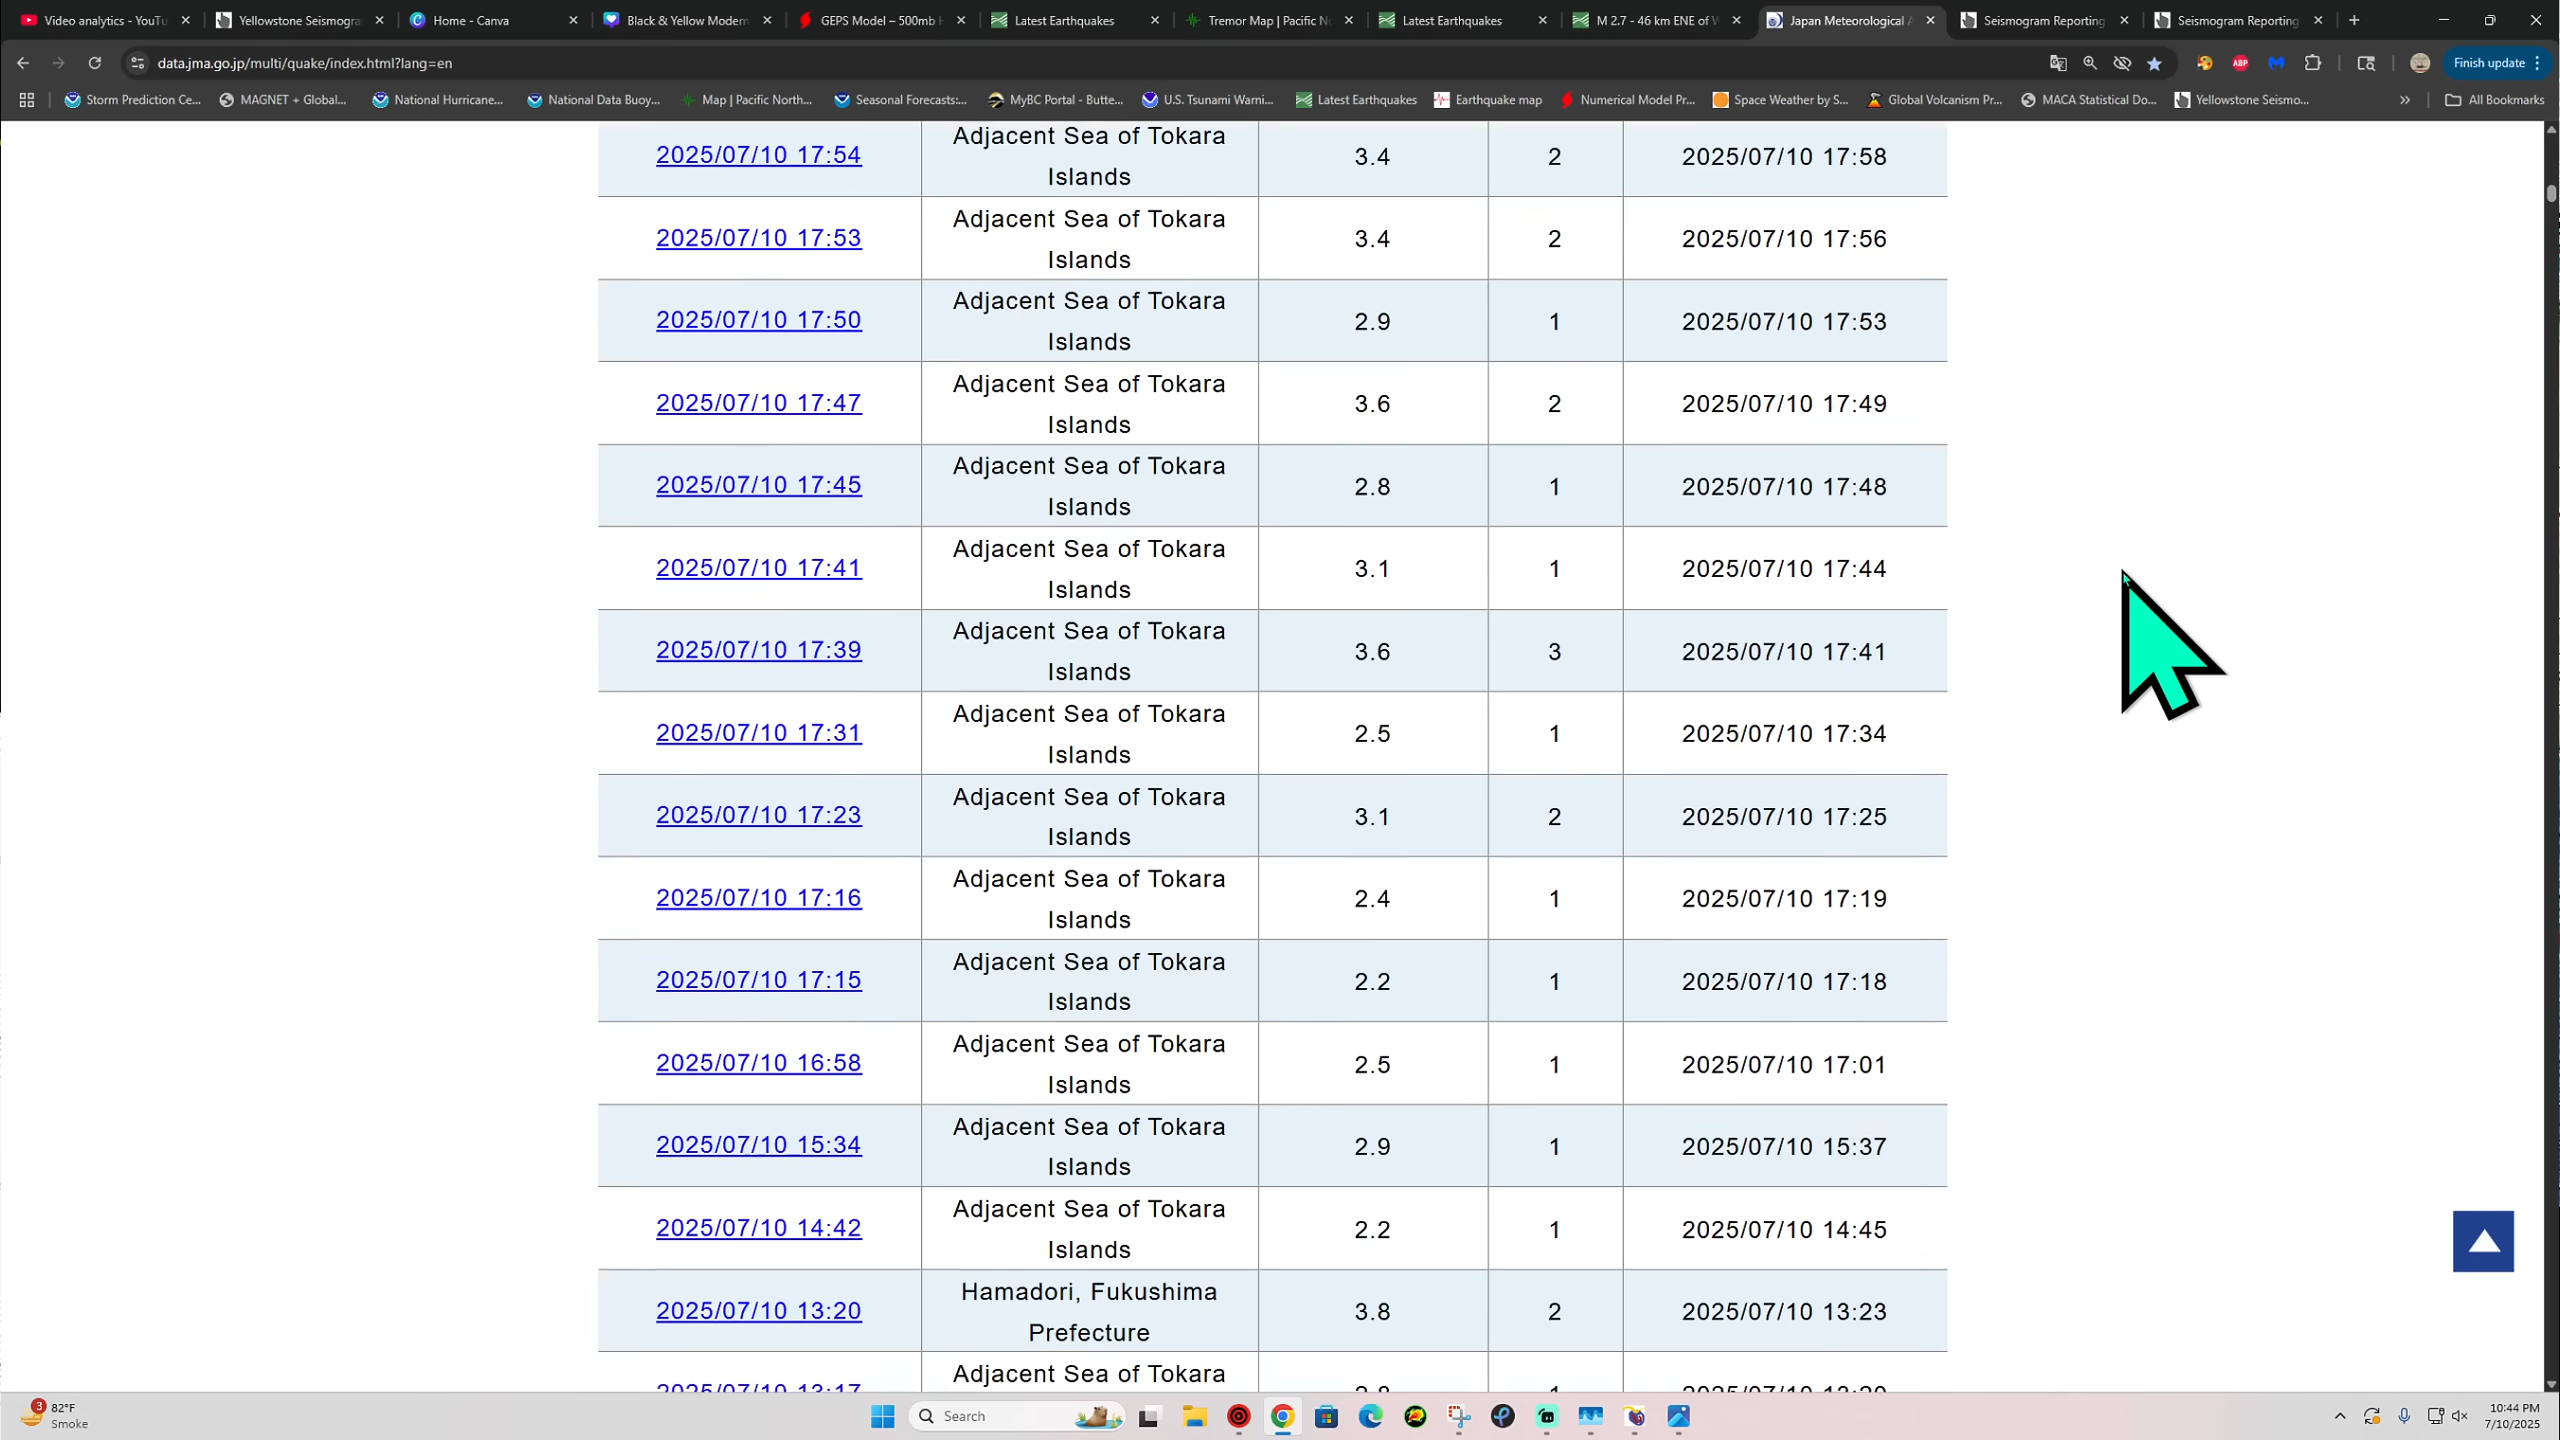 Video analytics - YouTu
Yellowstone Seismogra
Home - Canva
Black & Yellow Modern
GEPS Model – 500mb H
Latest Earthquakes
Tremor Map | Pacific N
Latest Earthquakes
M 2.7 - 46 km ENE of W
Japan Meteorological A
Seismogram Reporting
Seismogram Reporting
data.jma.go.jp/multi/quake/index.html?lang=en
ABP
Finish update
Storm Prediction Ce...
MAGNET + Global...
National Hurricane...
National Data Buoy...
Map | Pacific North...
Seasonal Forecasts:...
MyBC Portal - Butte...
U.S. Tsunami Warni...
Latest Earthquakes
Earthquake map
Numerical Model Pr...
Space Weather by S...
Global Volcanism Pr...
MACA Statistical Do...
Yellowstone Seismo...
All Bookmarks
2025/07/10 17:54 Adjacent Sea of Tokara Islands 3.4 2 2025/07/10 17:58
2025/07/10 17:53 Adjacent Sea of Tokara Islands 3.4 2 2025/07/10 17:56
2025/07/10 17:50 Adjacent Sea of Tokara Islands 2.9 1 2025/07/10 17:53
2025/07/10 17:47 Adjacent Sea of Tokara Islands 3.6 2 2025/07/10 17:49
2025/07/10 17:45 Adjacent Sea of Tokara Islands 2.8 1 2025/07/10 17:48
2025/07/10 17:41 Adjacent Sea of Tokara Islands 3.1 1 2025/07/10 17:44
2025/07/10 17:39 Adjacent Sea of Tokara Islands 3.6 3 2025/07/10 17:41
2025/07/10 17:31 Adjacent Sea of Tokara Islands 2.5 1 2025/07/10 17:34
2025/07/10 17:23 Adjacent Sea of Tokara Islands 3.1 2 2025/07/10 17:25
2025/07/10 17:16 Adjacent Sea of Tokara Islands 2.4 1 2025/07/10 17:19
2025/07/10 17:15 Adjacent Sea of Tokara Islands 2.2 1 2025/07/10 17:18
2025/07/10 16:58 Adjacent Sea of Tokara Islands 2.5 1 2025/07/10 17:01
2025/07/10 15:34 Adjacent Sea of Tokara Islands 2.9 1 2025/07/10 15:37
2025/07/10 14:42 Adjacent Sea of Tokara Islands 2.2 1 2025/07/10 14:45
2025/07/10 13:20 Hamadori, Fukushima Prefecture 3.8 2 2025/07/10 13:23
Adjacent Sea of Tokara
3
82°F
Smoke
Search
10:44 PM
7/10/2025